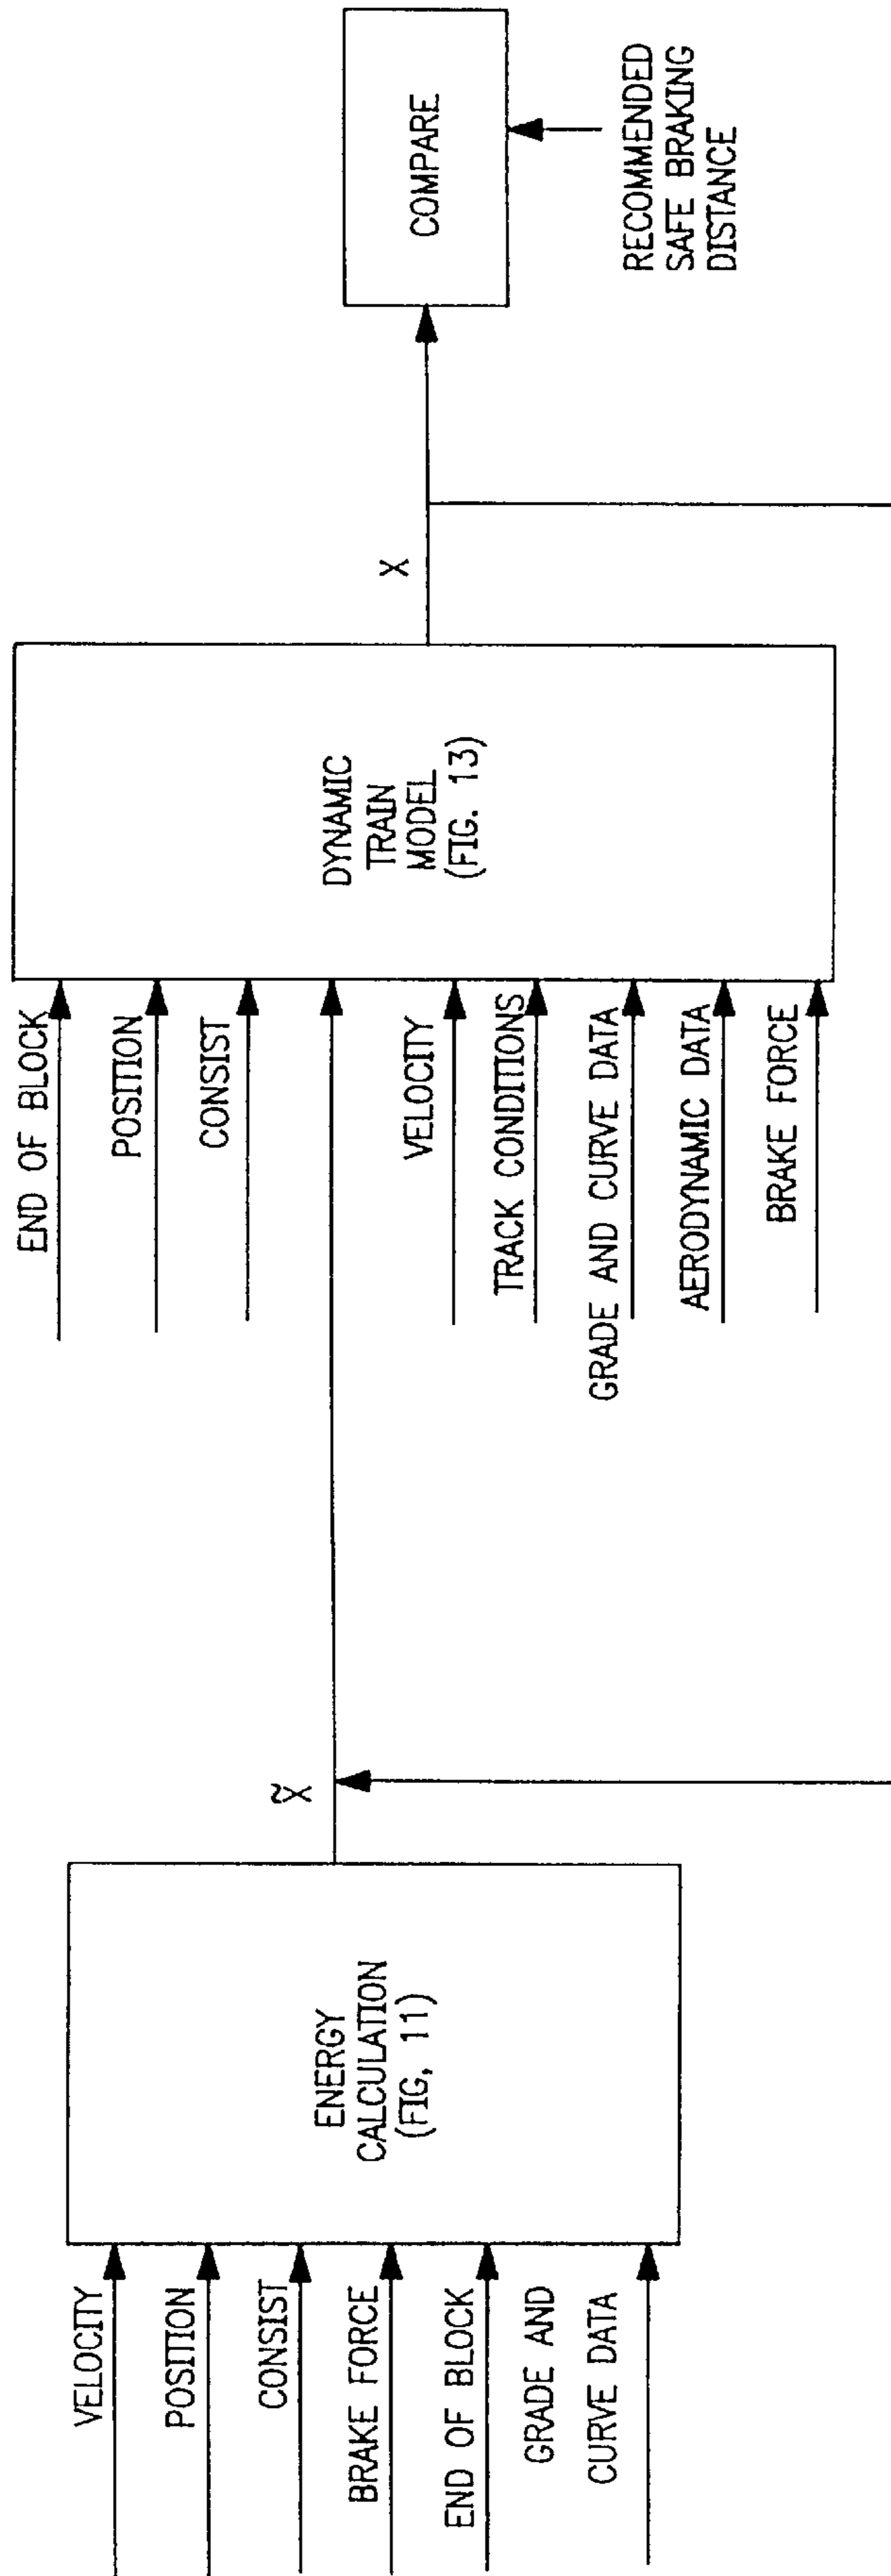 VELOCITY
POSITION
CONSIST
BRAKE FORCE
END OF BLOCK
GRADE AND
CURVE DATA
ENERGY
CALCULATION
(FIG, 11)
x̃
END OF BLOCK
POSITION
CONSIST
VELOCITY
TRACK CONDITIONS
GRADE AND CURVE DATA
AERODYNAMIC DATA
BRAKE FORCE
DYNAMIC
TRAIN
MODEL
(FIG. 13)
X
COMPARE
RECOMMENDED
SAFE BRAKING
DISTANCE